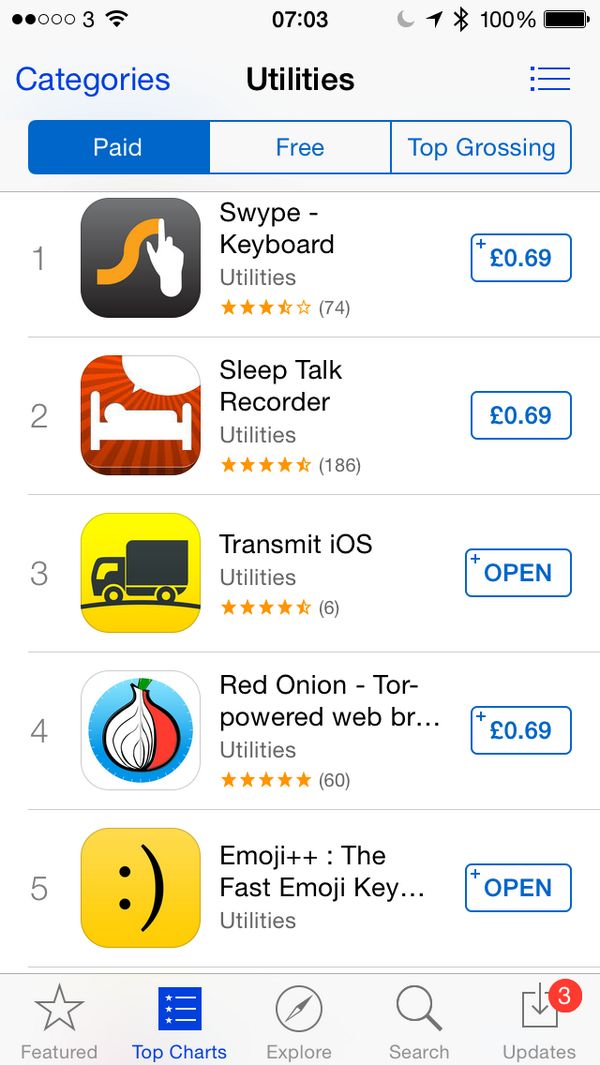 3 07:03 100%
Categories Utilities
Paid Free Top Grossing
1
Swype -
Keyboard
Utilities
(74)
+ £0.69
2
Sleep Talk
Recorder
Utilities
(186)
£0.69
3
Transmit iOS
Utilities
(6)
+ OPEN
4
Red Onion - Tor-
powered web br...
Utilities
(60)
+ £0.69
5
:)
Emoji++ : The
Fast Emoji Key...
Utilities
+ OPEN
3
Featured Top Charts Explore Search Updates